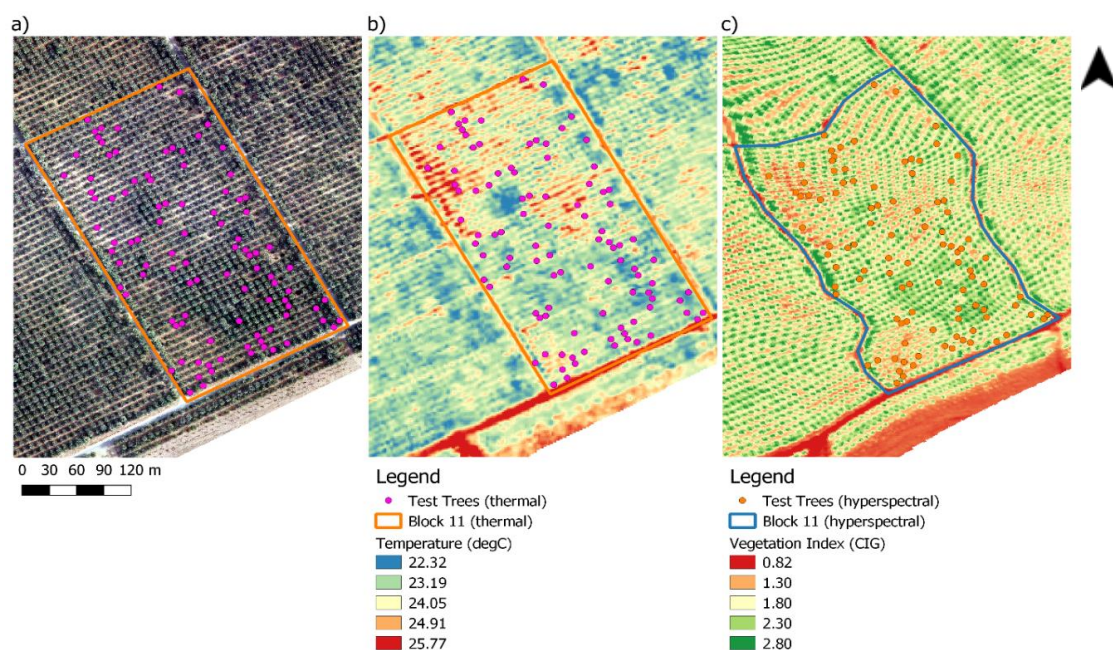 a)
b)
c)
0 30 60 90 120 m
Legend
Test Trees (thermal)
Block 11 (thermal)
Temperature (degC)
22.32
23.19
24.05
24.91
25.77
Legend
Test Trees (hyperspectral)
Block 11 (hyperspectral)
Vegetation Index (CIG)
0.82
1.30
1.80
2.30
2.80